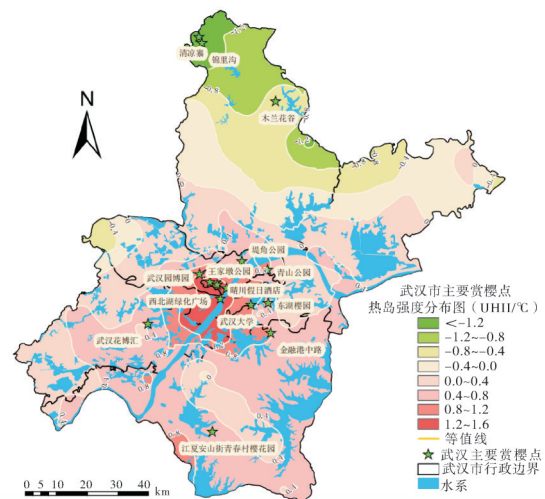 清凉寨
锦里沟
N
木兰花谷
堤角公园
武汉园博园
王家墩公园
青山公园
晴川假日酒店
西北湖绿化广场
东湖樱园
武汉大学
武汉花博汇
金融港中路
江夏安山街青春村樱花园
武汉市主要赏樱点
热岛强度分布图（UHII/℃）
<-1.2
-1.2~-0.8
-0.8~-0.4
-0.4~0.0
0.0~0.4
0.4~0.8
0.8~1.2
1.2~1.6
等值线
武汉主要赏樱点
武汉市行政边界
水系
0 5 10 20 30 40
km